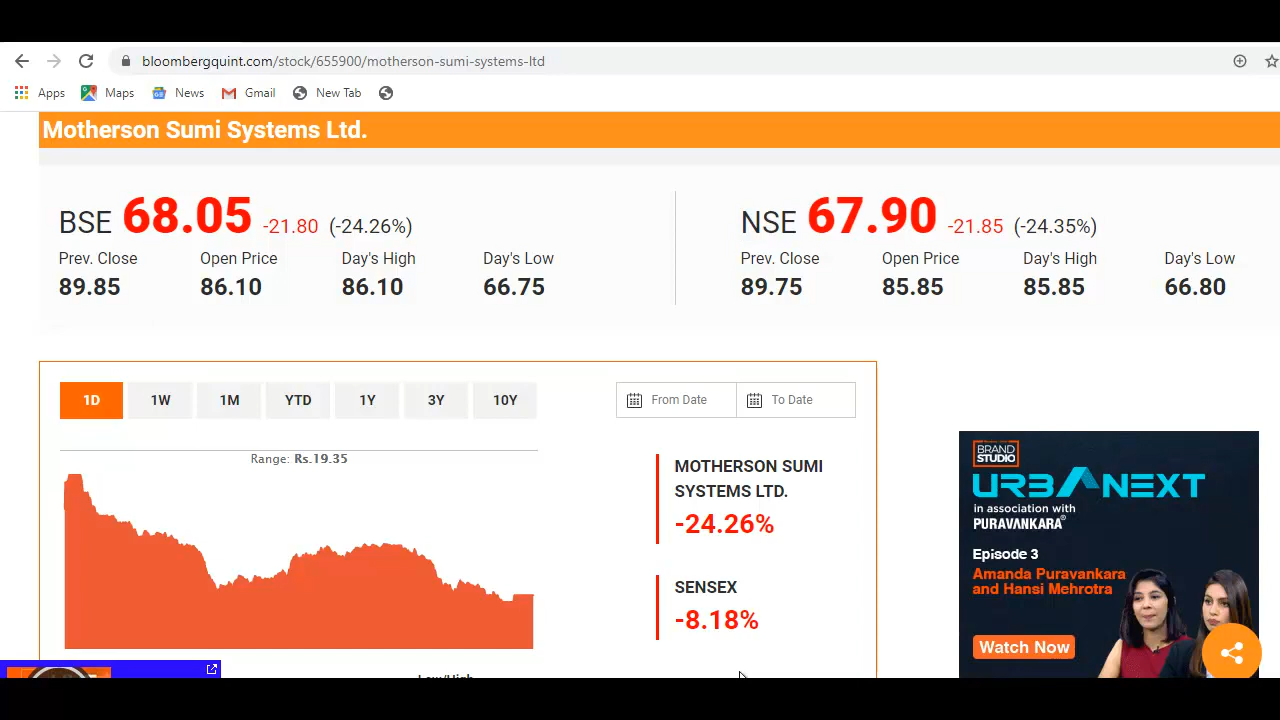 bloombergquint.com/stock/655900/motherson-sumi-systems-ltd
Apps Maps News Gmail New Tab
Motherson Sumi Systems Ltd.
BSE 68.05 -21.80 (-24.26%)
Prev. Close Open Price Day's High Day's Low
89.85 86.10 86.10 66.75
NSE 67.90 -21.85 (-24.35%)
Prev. Close Open Price Day's High Day's Low
89.75 85.85 85.85 66.80
1D 1W 1M YTD 1Y 3Y 10Y
From Date To Date
Range: Rs.19.35
MOTHERSON SUMI
SYSTEMS LTD.
-24.26%
SENSEX
-8.18%
Low/High
BRAND
STUDIO
URBANEXT
in association with
PURAVANKARA®
Episode 3
Amanda Puravankara
and Hansi Mehrotra
Watch Now